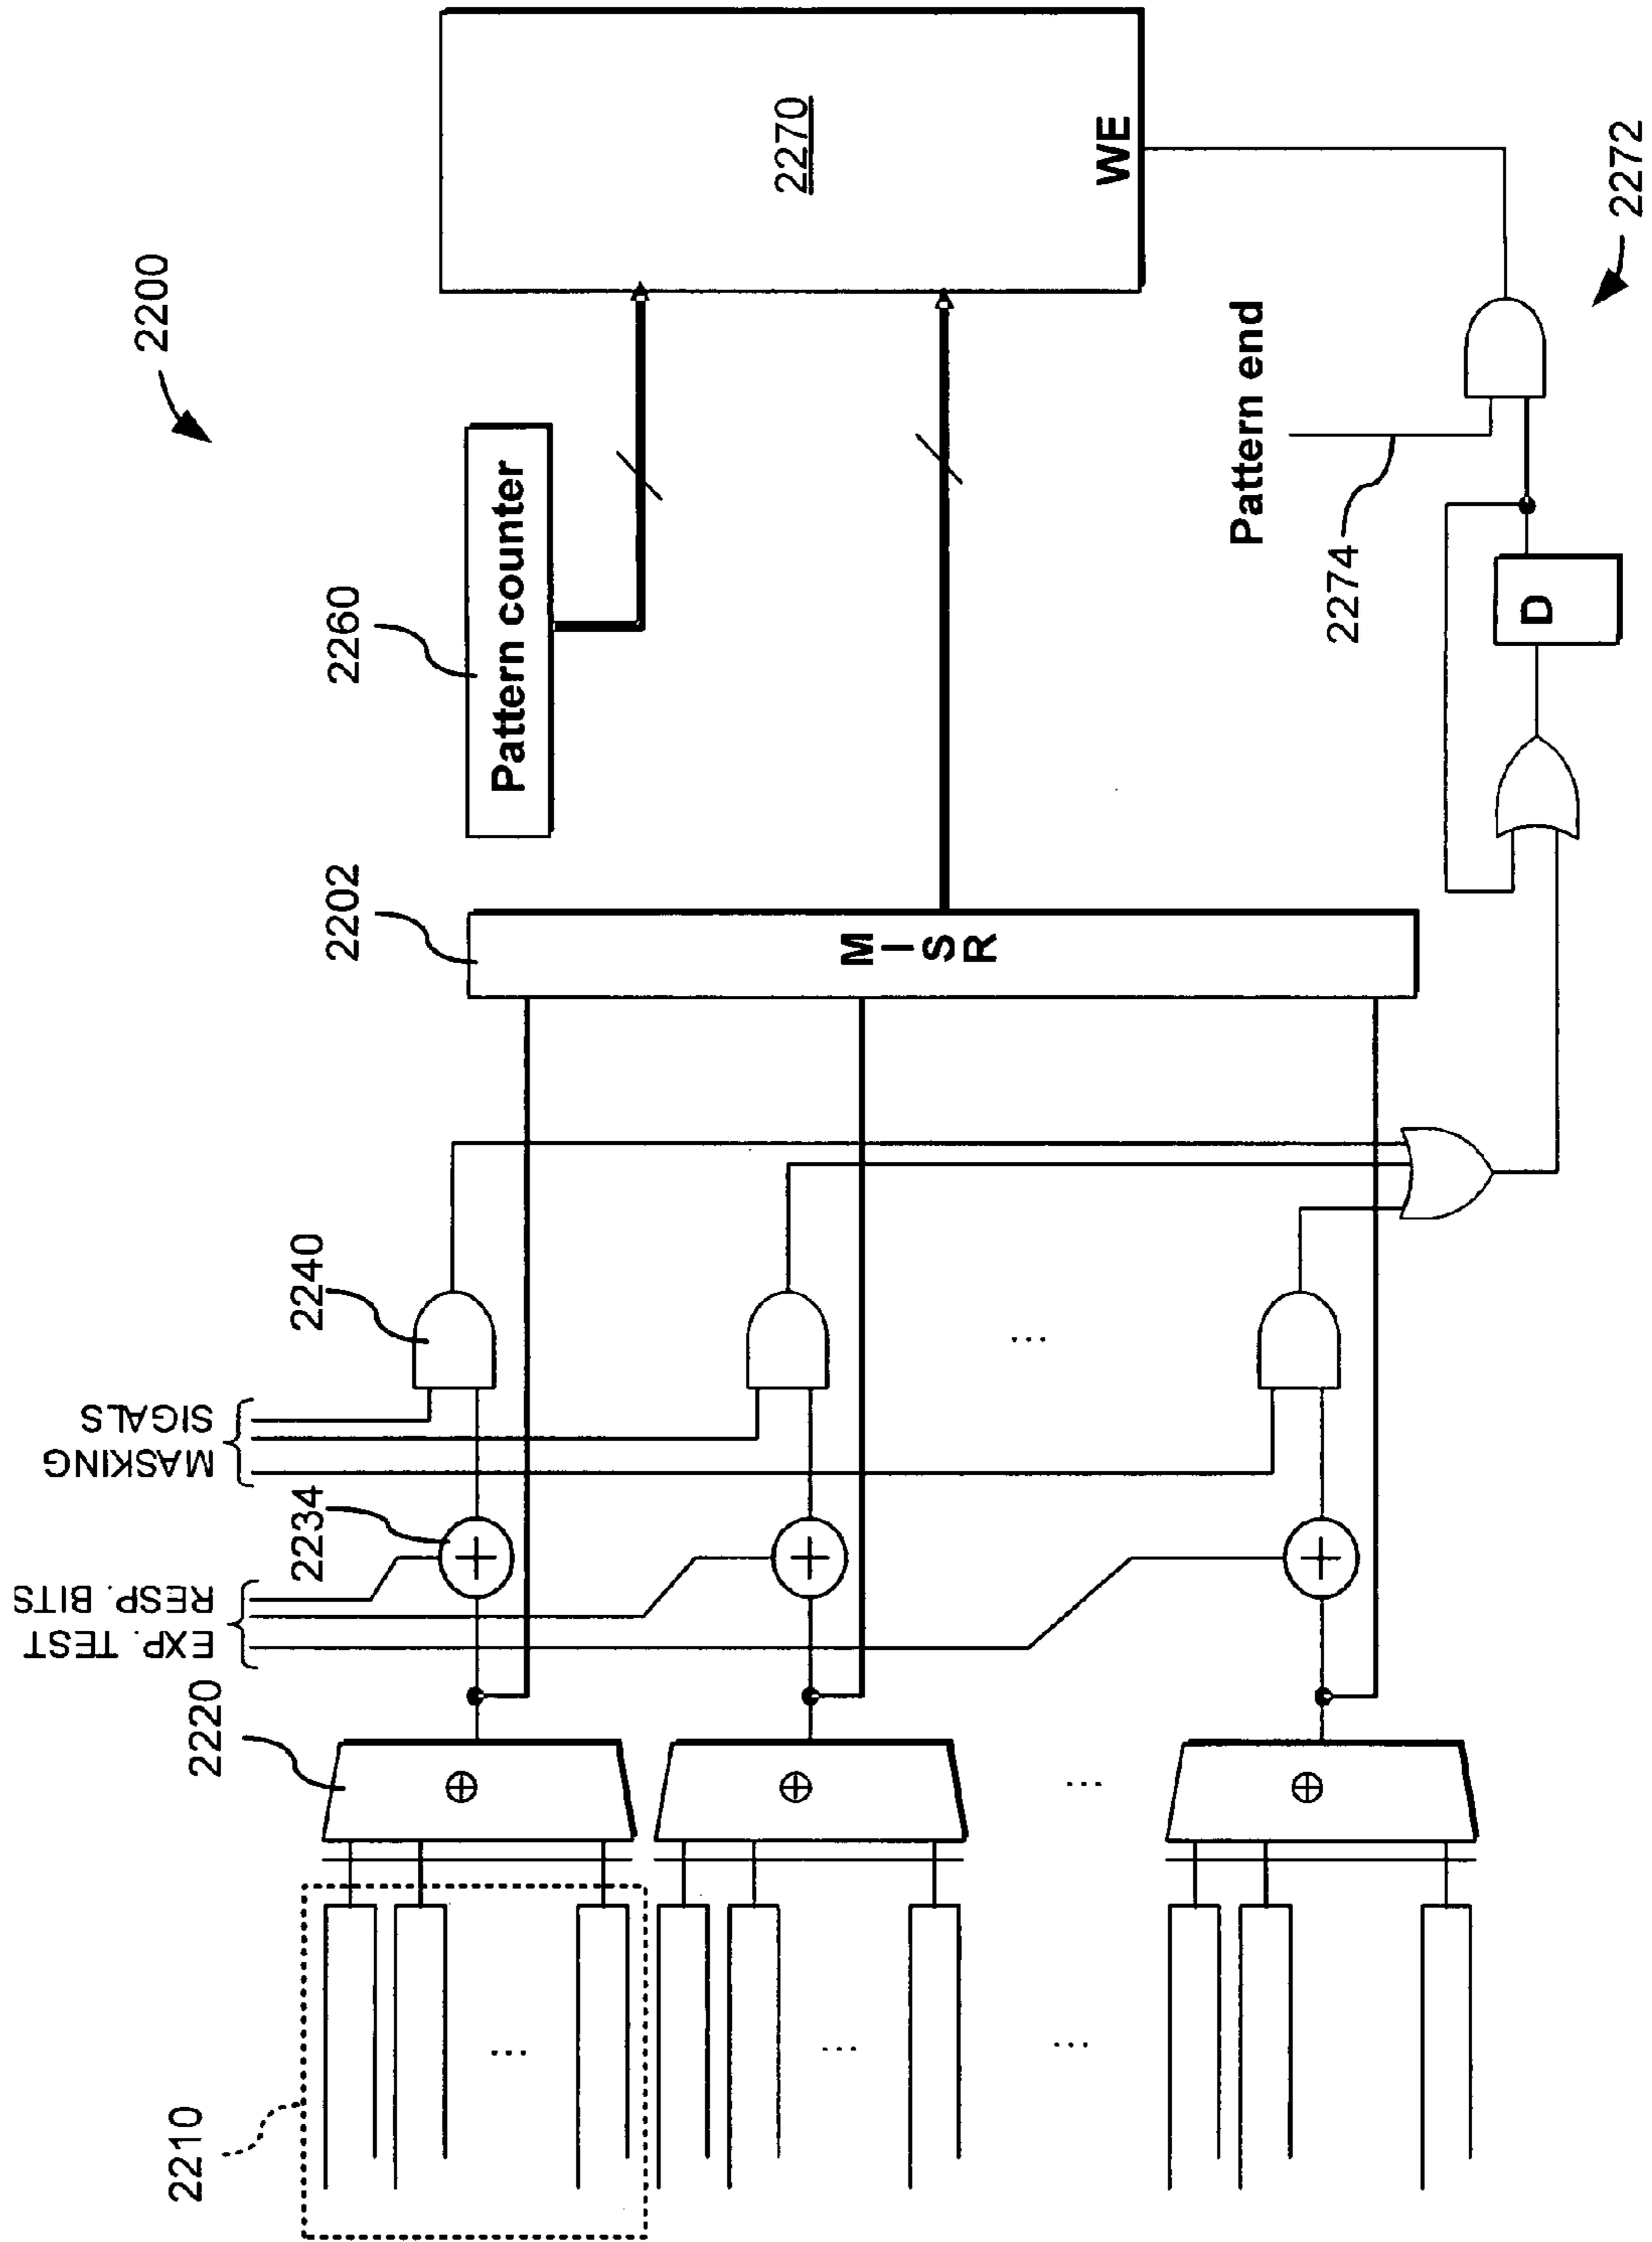 2200
2210
2220
EXP. TEST
RESP. BITS
2234
MASKING
SIGALS
2240
2202
MISR
2260
Pattern counter
2270
WE
Pattern end
2274
D
2272